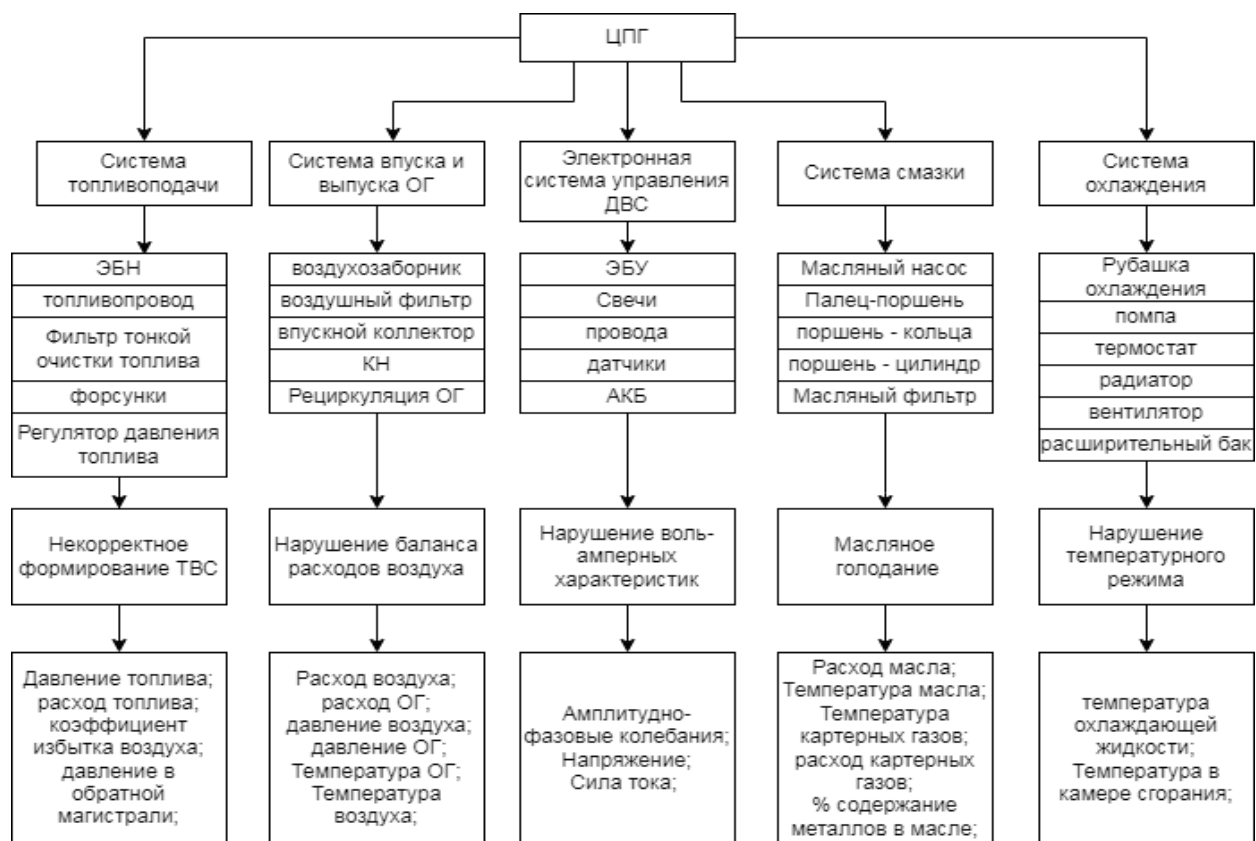 ЦПГ
Система
топливоподачи
Система впуска и
выпуска ОГ
Электронная
система управления
ДВС
Система смазки
Система
охлаждения
ЭБН
топливопровод
Фильтр тонкой
очистки топлива
форсунки
Регулятор давления
топлива
воздухозаборник
воздушный фильтр
впускной коллектор
КН
Рециркуляция ОГ
ЭБУ
Свечи
провода
датчики
АКБ
Масляный насос
Палец-поршень
поршень - кольца
поршень - цилиндр
Масляный фильтр
Рубашка
охлаждения
помпа
термостат
радиатор
вентилятор
расширительный бак
Некорректное
формирование ТВС
Нарушение баланса
расходов воздуха
Нарушение воль-
амперных
характеристик
Масляное
голодание
Нарушение
температурного
режима
Давление топлива;
расход топлива;
коэффициент
избытка воздуха;
давление в
обратной
магистрали;
Расход воздуха;
расход ОГ;
давление воздуха;
давление ОГ;
Температура ОГ;
Температура
воздуха;
Амплитудно-
фазовые колебания;
Напряжение;
Сила тока;
Расход масла;
Температура масла;
Температура
картерных газов;
расход картерных
газов;
% содержание
металлов в масле;
температура
охлаждающей
жидкости;
Температура в
камере сгорания;